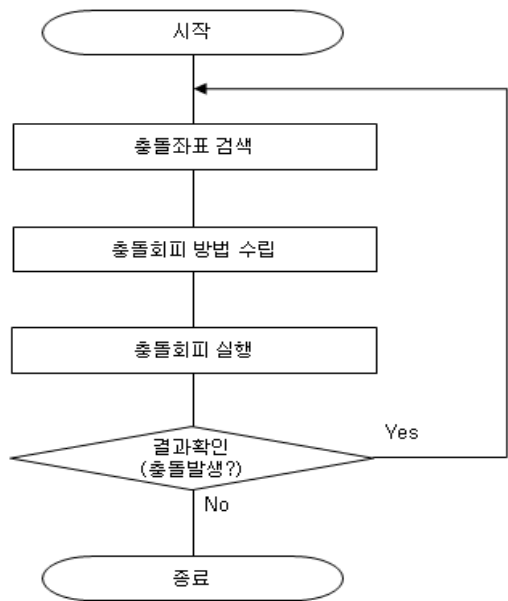 시작
충돌좌표 검색
충돌회피 방법 수립
충돌회피 실행
결과확인
(충돌발생?)
Yes
No
종료